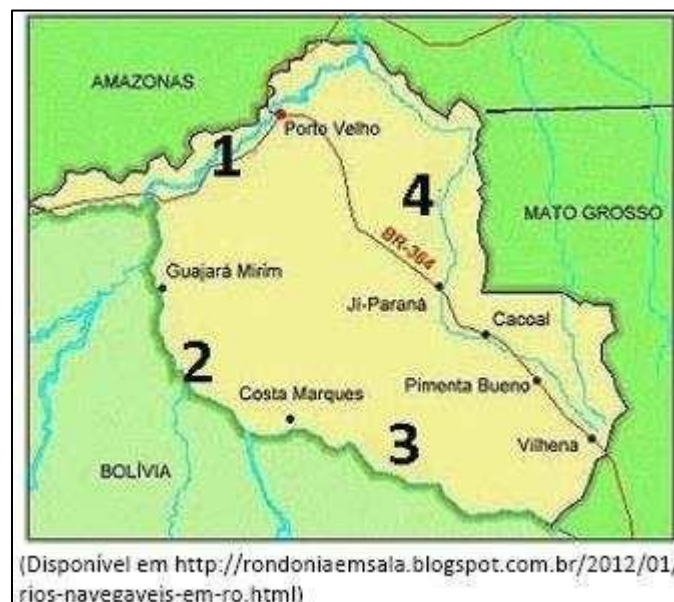 AMAZONAS
Porto Velho
1
4
MATO GROSSO
BR-364
Guajará Mirim
Ji-Paraná
Cacoal
2
Costa Marques
Pimenta Bueno
3
Vilhena
BOLÍVIA
(Disponível em http://rondoniaemsala.blogspot.com.br/2012/01/
rios-navegaveis-em-ro.html)